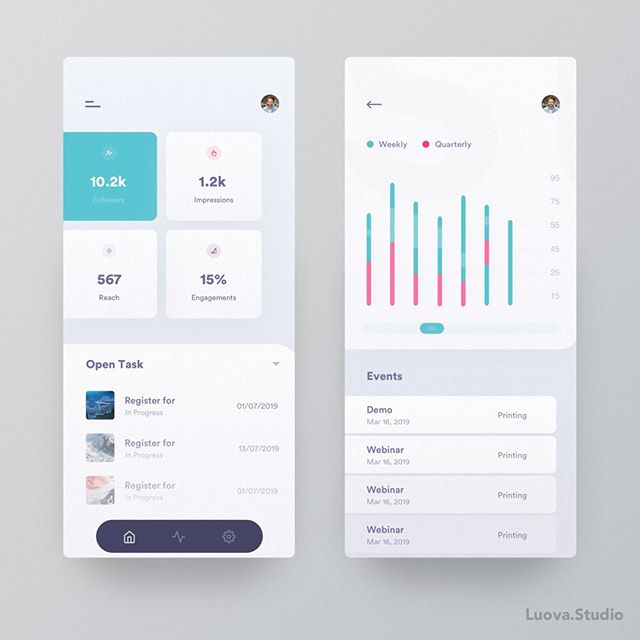 10.2k
Followers
1.2k
Impressions
567
Reach
15%
Engagements
Open Task
Register for
In Progress
01/07/2019
Register for
In Progress
13/07/2019
Register for
In Progress
01/07/2019
Weekly
Quarterly
95
75
55
45
25
15
Events
Demo
Mar 16, 2019
Printing
Webinar
Mar 16, 2019
Printing
Webinar
Mar 16, 2019
Printing
Webinar
Mar 16, 2019
Printing
Luova.Studio